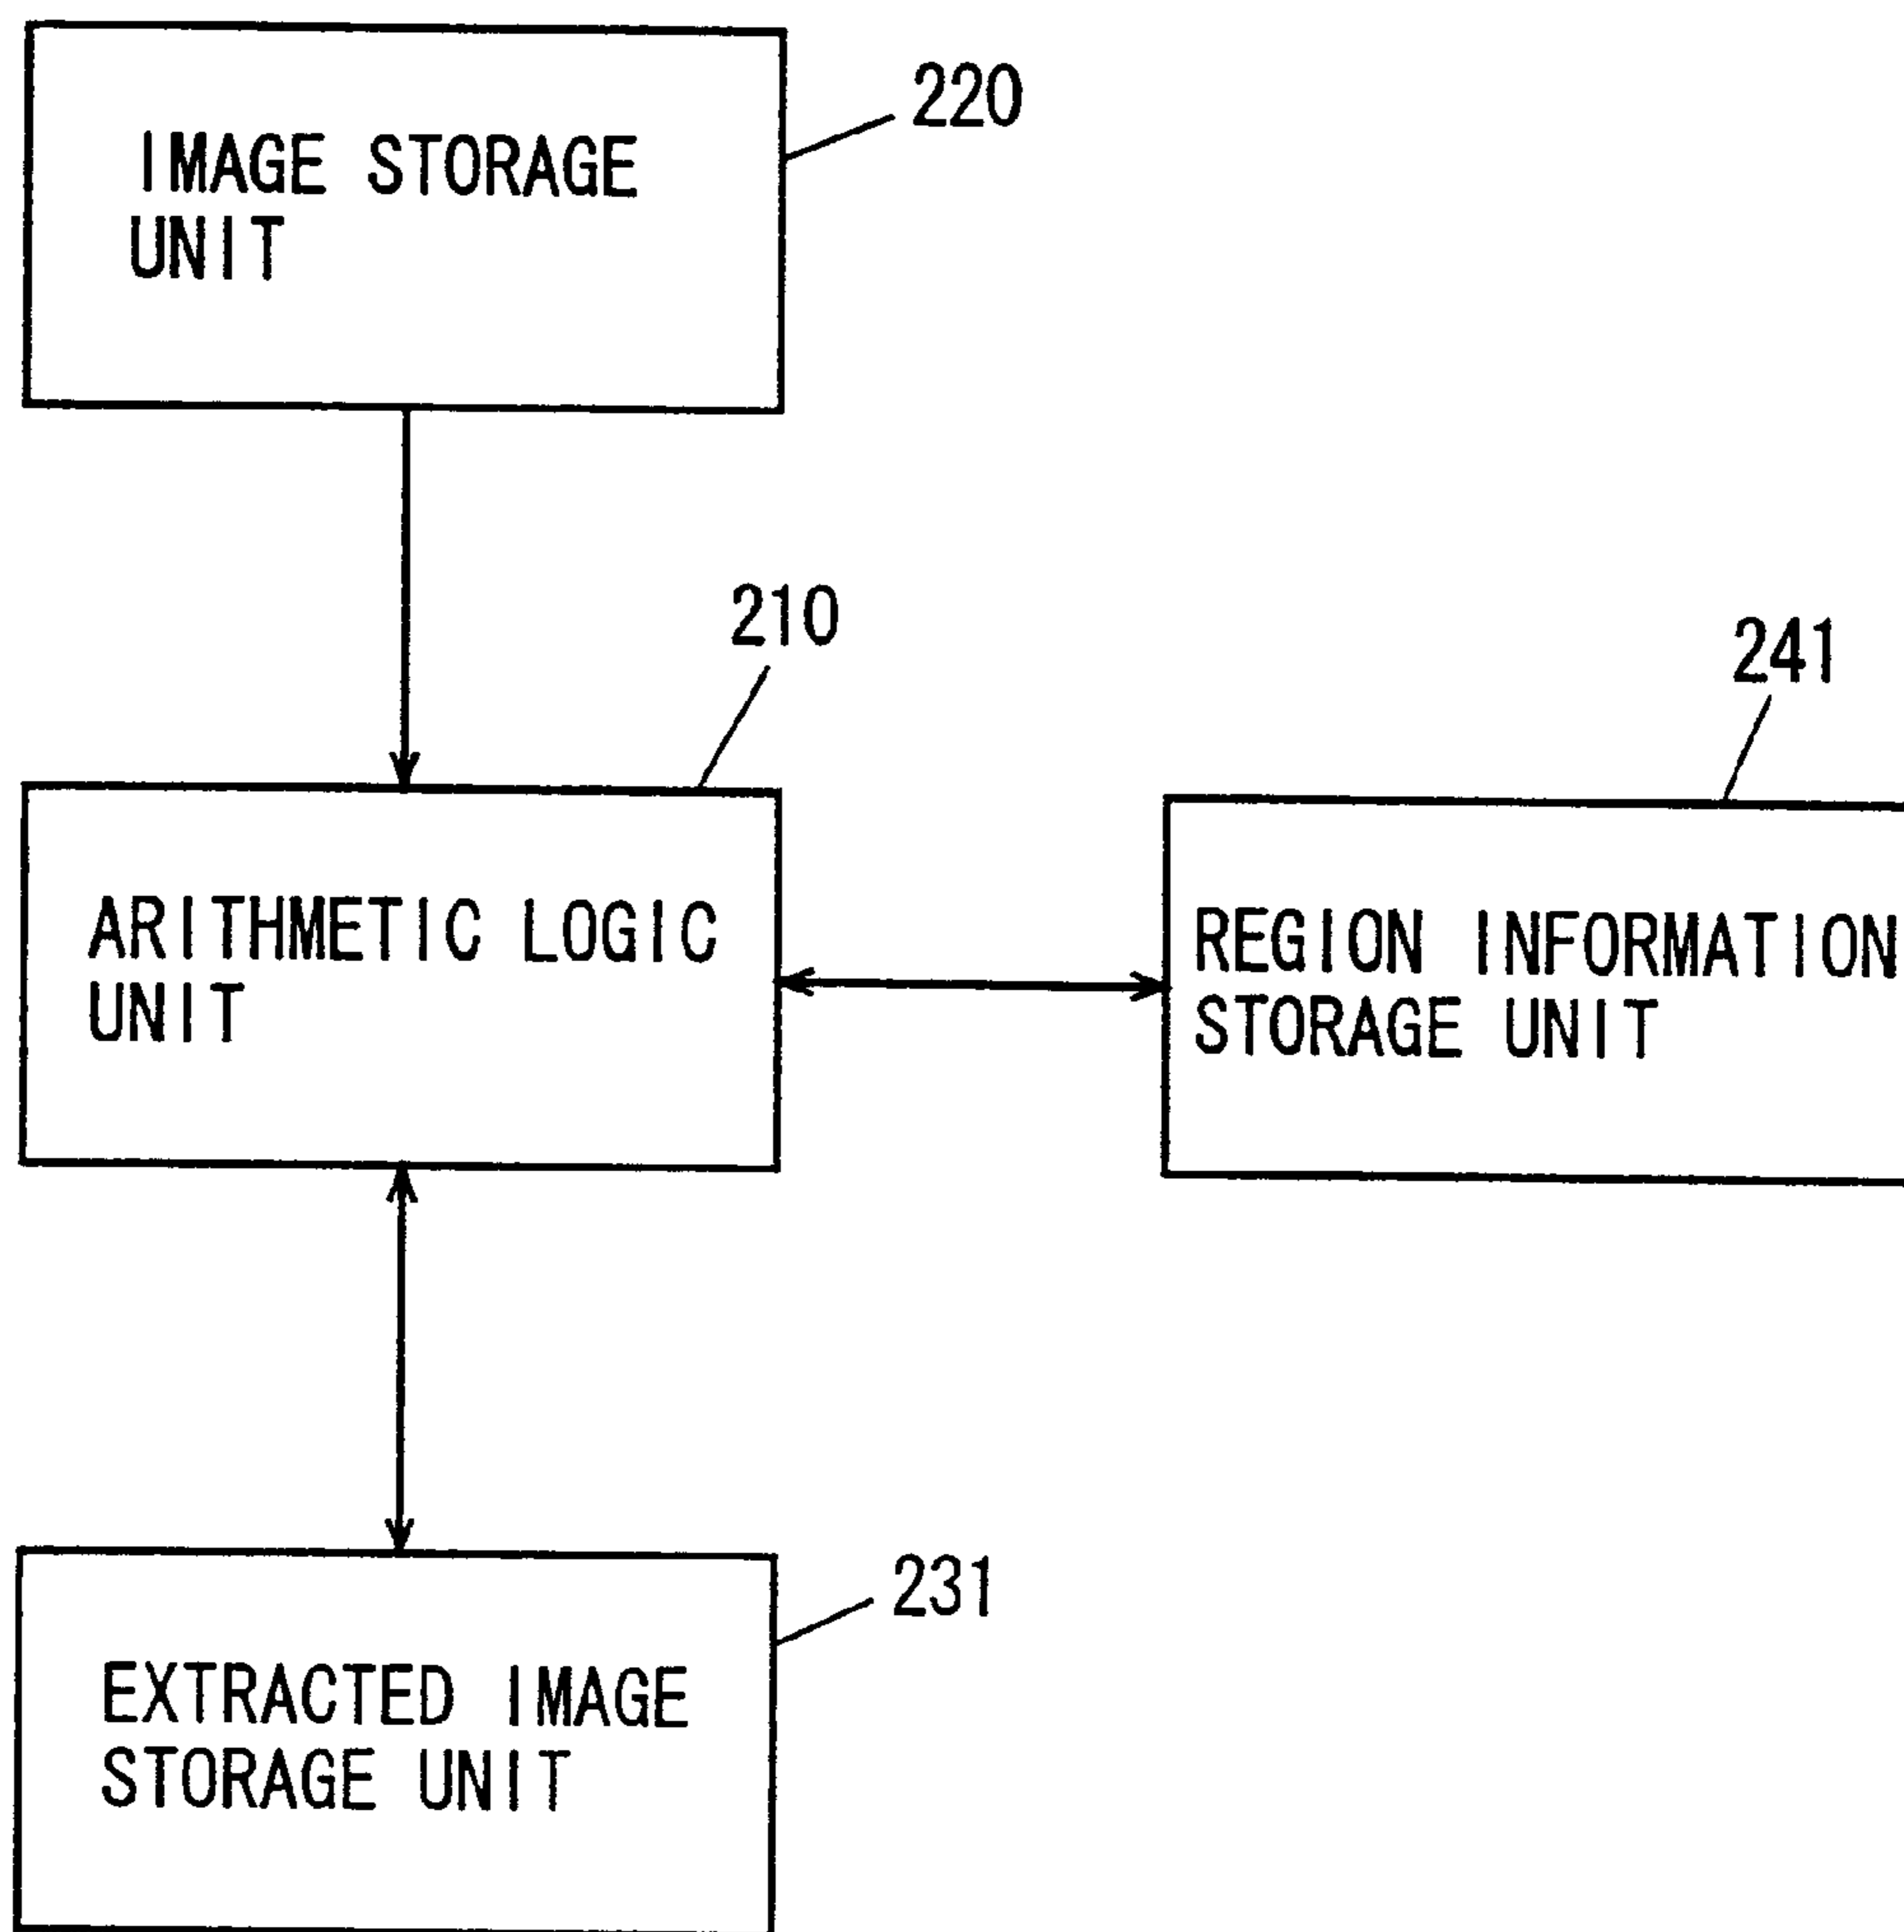 220
IMAGE STORAGE
UNIT
210
241
ARITHMETIC LOGIC
UNIT
REGION INFORMATION
STORAGE UNIT
231
EXTRACTED IMAGE
STORAGE UNIT